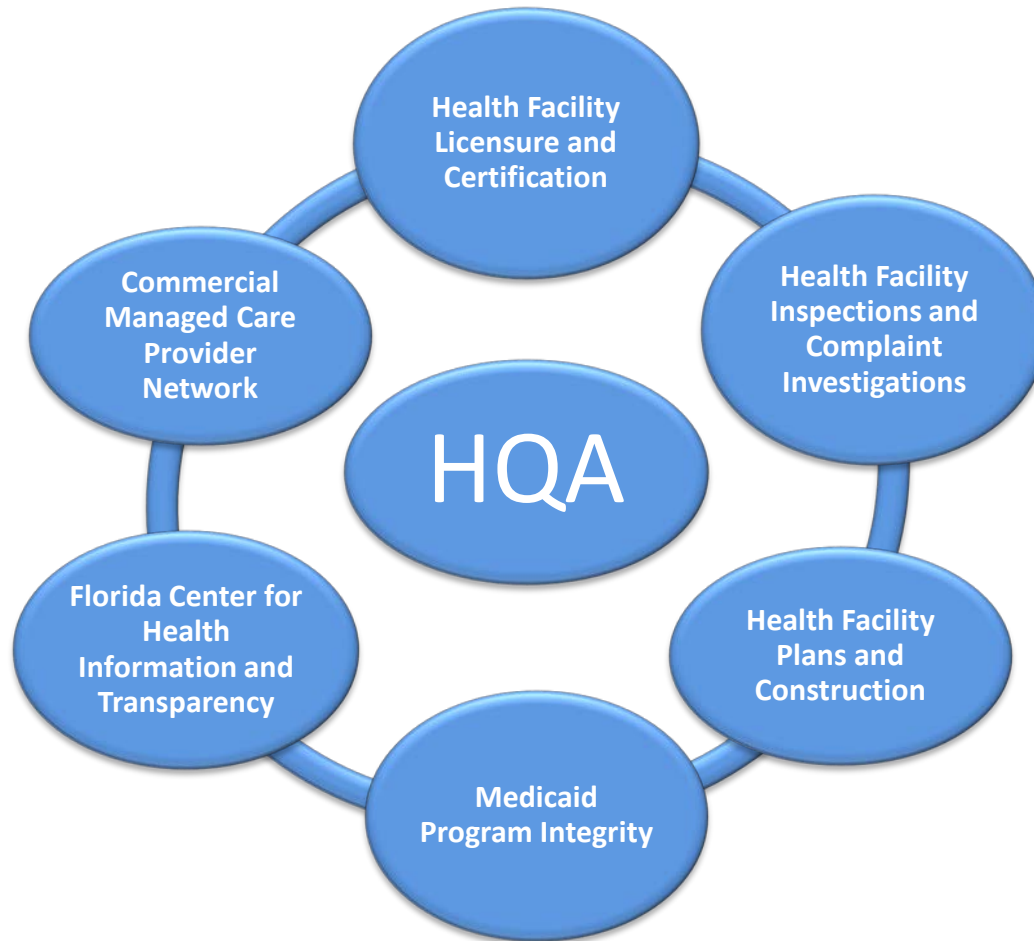 Health Facility
Licensure and
Certification
Health Facility
Inspections and
Complaint
Investigations
Health Facility
Plans and
Construction
Medicaid
Program Integrity
Florida Center for
Health
Information and
Transparency
Commercial
Managed Care
Provider
Network
HQA